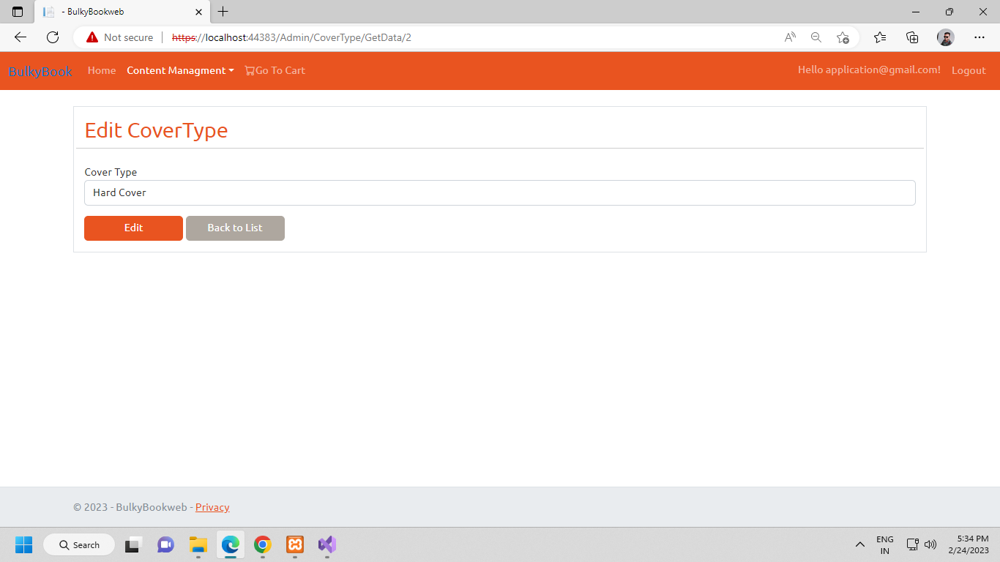 - BulkyBookweb
Not secure https://localhost:44383/Admin/CoverType/GetData/2
BulkyBook Home Content Managment Go To Cart Hello application@gmail.com! Logout
Edit CoverType
Cover Type
Hard Cover
Edit Back to List
© 2023 - BulkyBookweb - Privacy
Search
ENG
IN
5:34 PM
2/24/2023